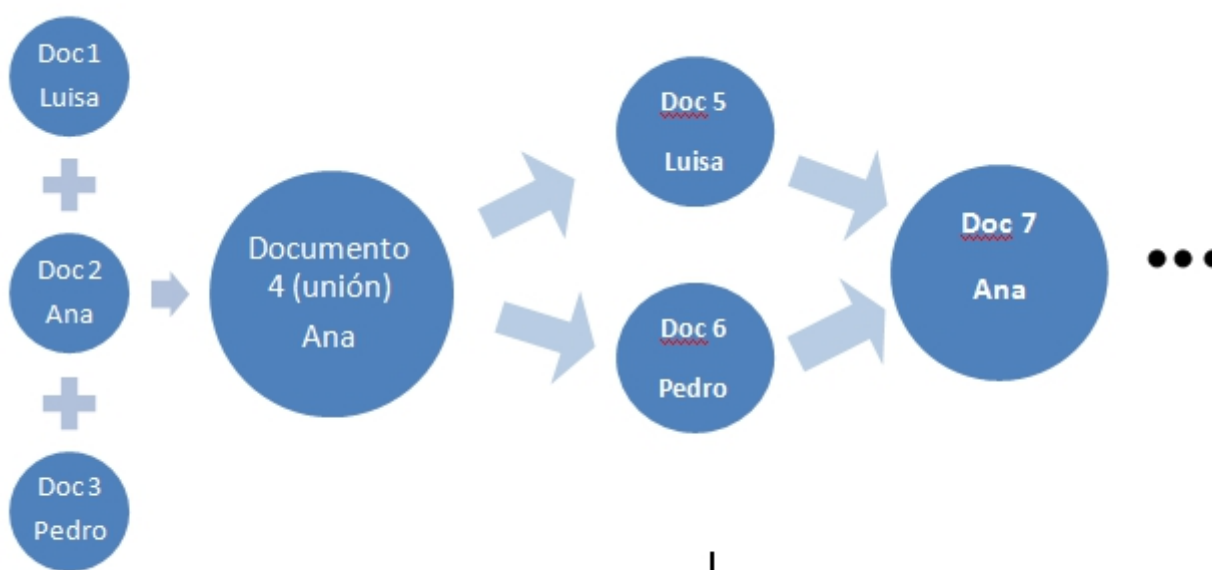 Doc1
Luisa
Doc2
Ana
Doc3
Pedro
Documento
4 (unión)
Ana
Doc 5
Luisa
Doc 6
Pedro
Doc 7
Ana